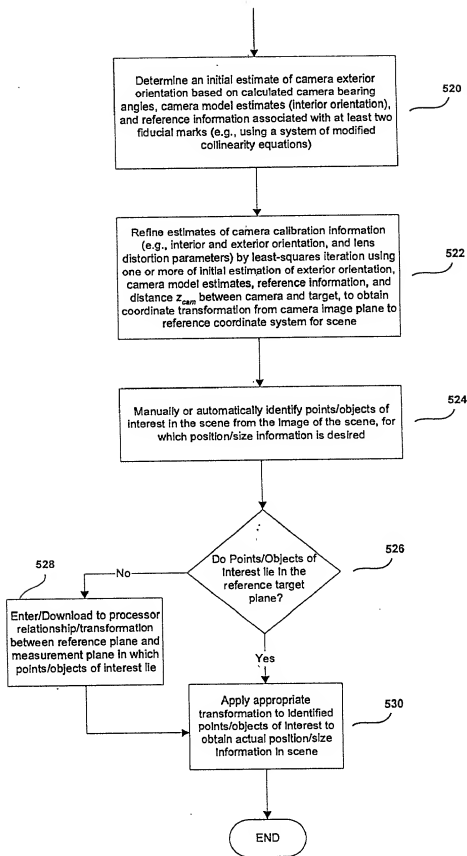 Determine an initial estimate of camera exterior
orientation based on calculated camera bearing
angles, camera model estimates (interior orientation),
and reference information associated with at least two
fiducial marks (e.g., using a system of modified
collinearity equations)
520
Refine estimates of camera calibration information
(e.g., interior and exterior orientation, and lens
distortion parameters) by least-squares iteration using
one or more of initial estimation of exterior orientation,
camera model estimates, reference information, and
distance zcam between camera and target, to obtain
coordinate transformation from camera image plane to
reference coordinate system for scene
522
Manually or automatically identify points/objects of
interest in the scene from the image of the scene, for
which position/size information is desired
524
Do Points/Objects of
Interest lie in the
reference target
plane?
526
No
528
Enter/Download to processor
relationship/transformation
between reference plane and
measurement plane in which
points/objects of interest lie
Yes
Apply appropriate
transformation to identified
points/objects of interest to
obtain actual position/size
information in scene
530
END